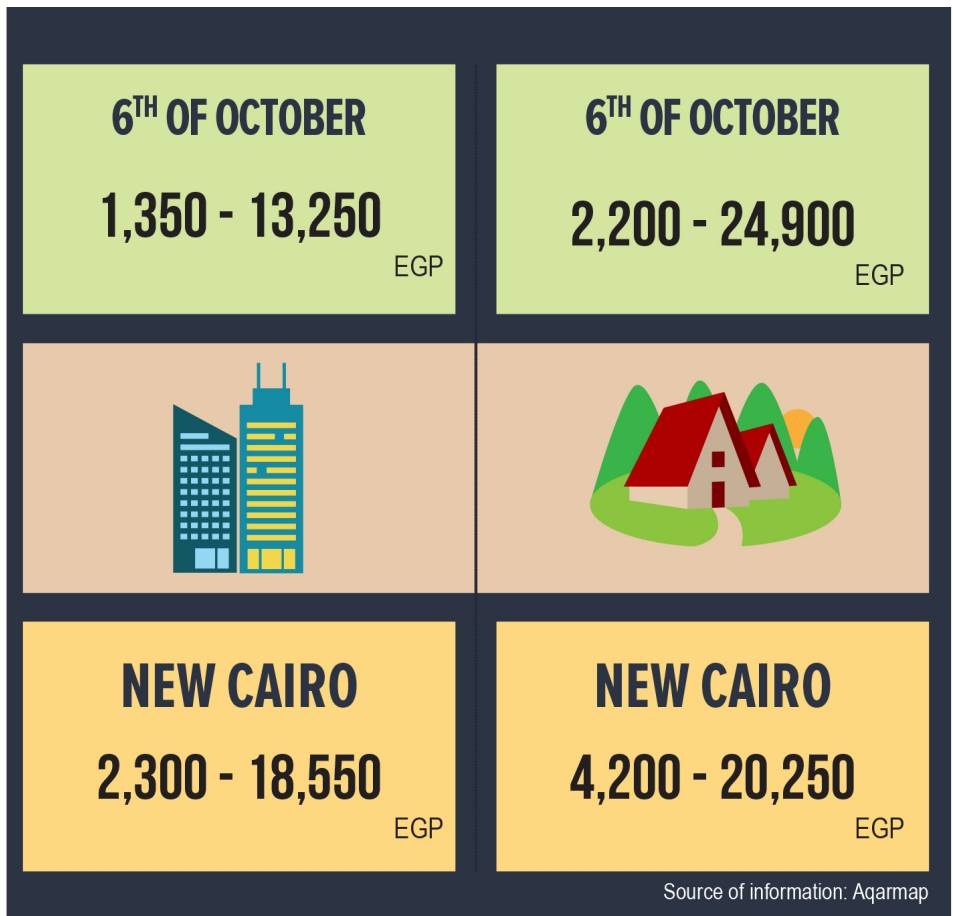 6TH OF OCTOBER
1,350 - 13,250
EGP
6TH OF OCTOBER
2,200 - 24,900
EGP
NEW CAIRO
2,300 - 18,550
EGP
NEW CAIRO
4,200 - 20,250
EGP
Source of information: Aqarmap